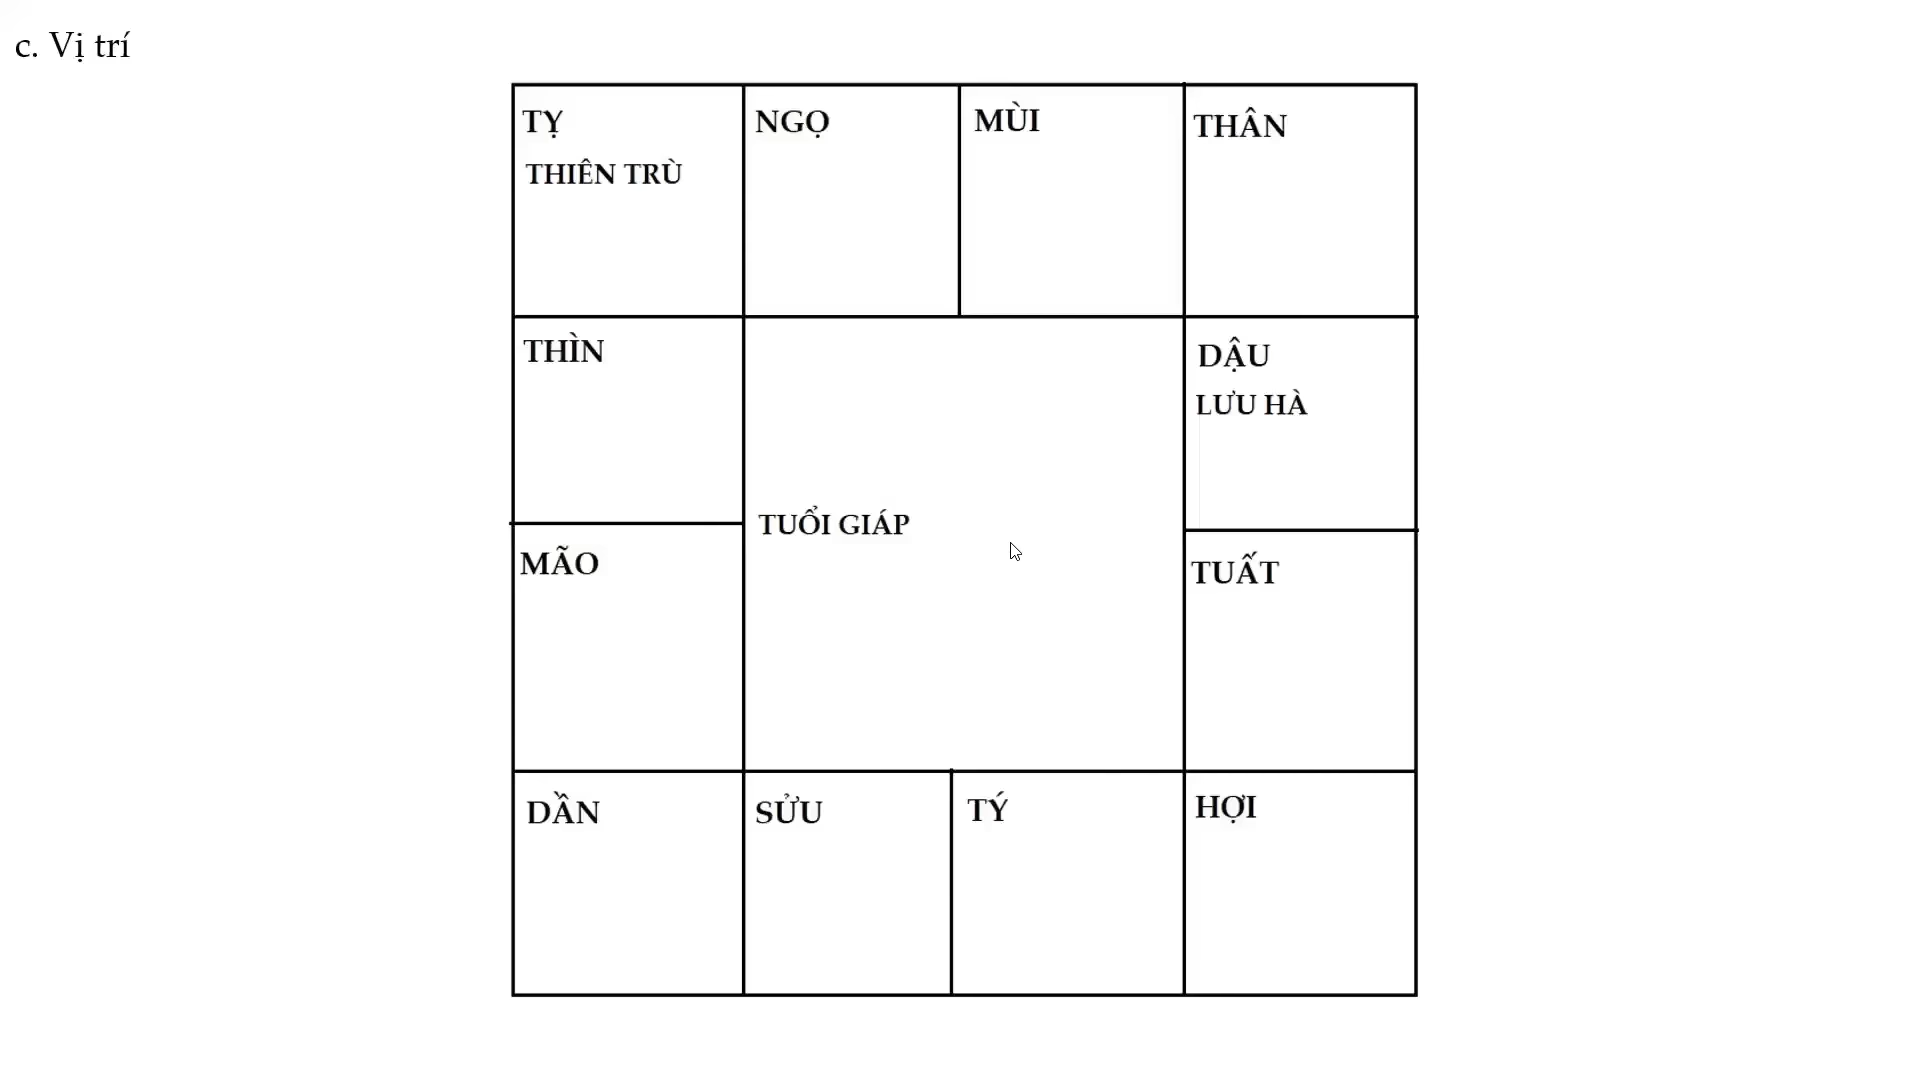 c. Vị trí
TỴ
THIÊN TRÙ
NGỌ
MÙI
THÂN
THÌN
DẬU
LƯU HÀ
TUỔI GIÁP
MÃO
TUẤT
DẦN
SỬU
TÝ
HỢI